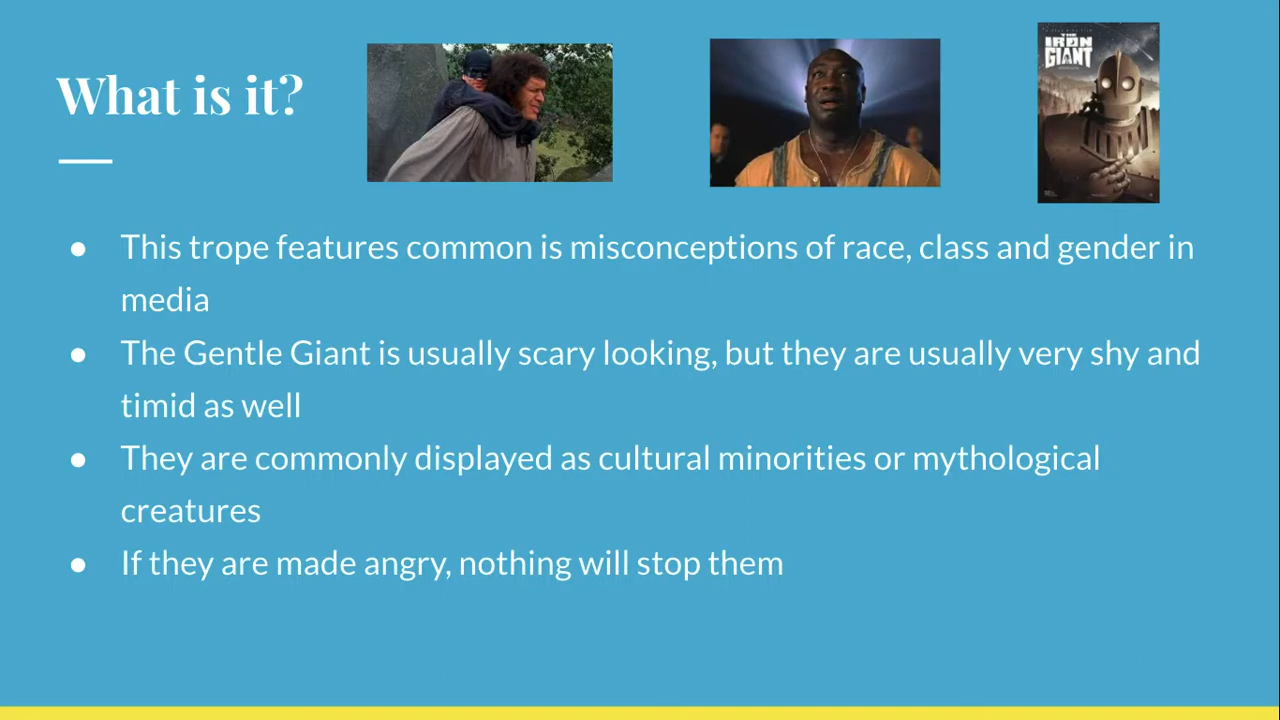 What is it?
THE
IRON
GIANT
● This trope features common is misconceptions of race, class and gender in
media
● The Gentle Giant is usually scary looking, but they are usually very shy and
timid as well
● They are commonly displayed as cultural minorities or mythological
creatures
● If they are made angry, nothing will stop them